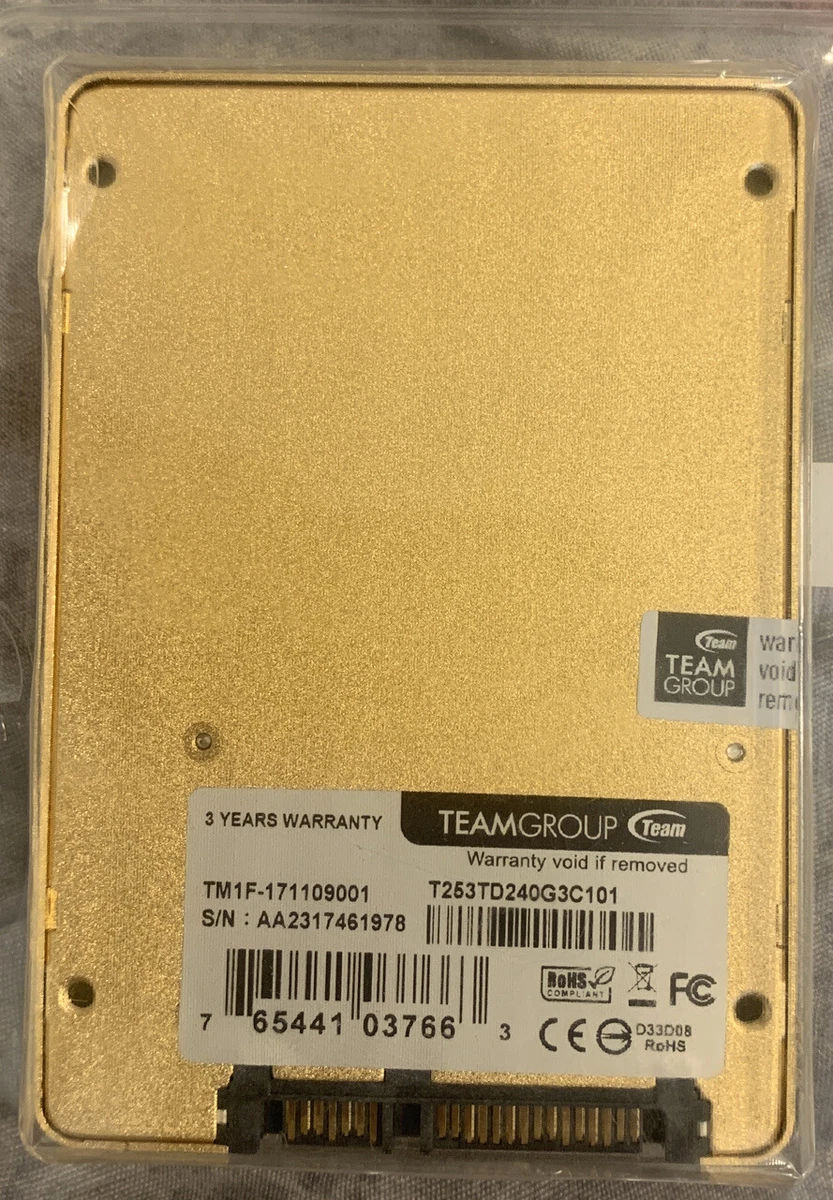 Team
TEAM
GROUP
war
void
rem
3 YEARS WARRANTY
TEAMGROUP Team
Warranty void if removed
TM1F-171109001
T253TD240G3C101
S/N : AA2317461978
RoHS
COMPLIANT
FC
7 65441 03766 3
CE
D33D08
RoHS